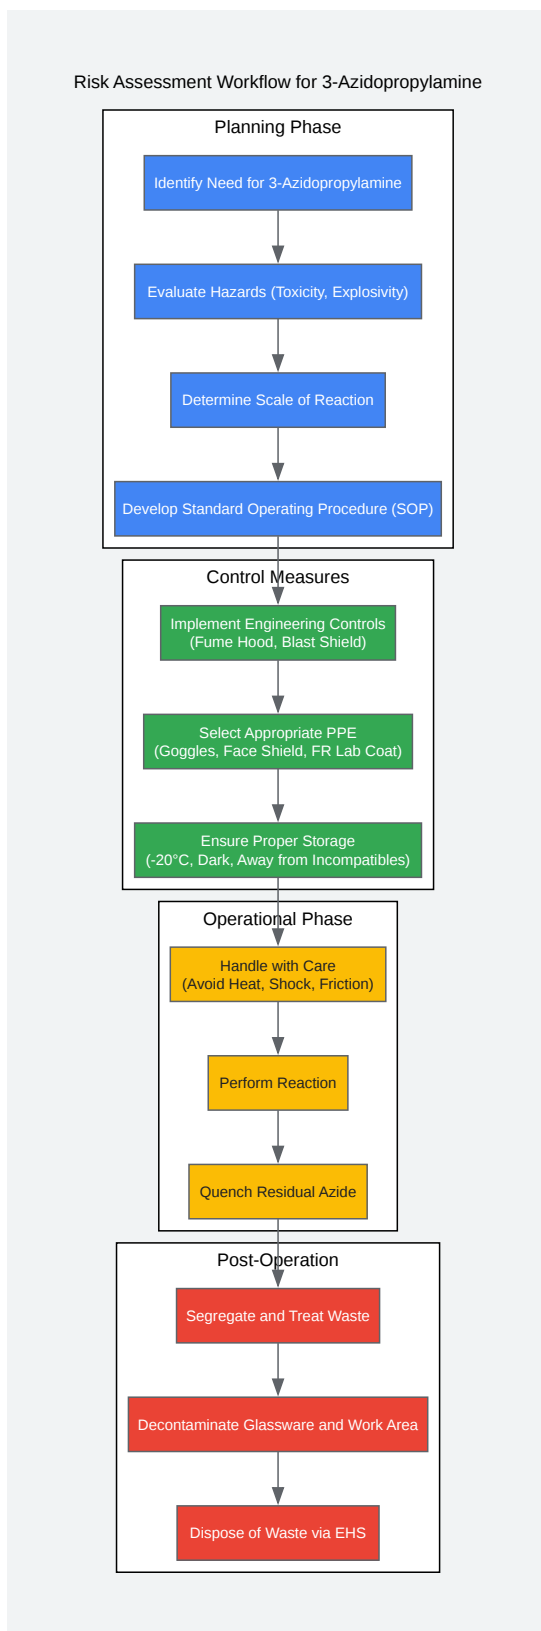 Risk Assessment Workflow for 3-Azidopropylamine
Planning Phase
Identify Need for 3-Azidopropylamine
Evaluate Hazards (Toxicity, Explosivity)
Determine Scale of Reaction
Develop Standard Operating Procedure (SOP)
Control Measures
Implement Engineering Controls
(Fume Hood, Blast Shield)
Select Appropriate PPE
(Goggles, Face Shield, FR Lab Coat)
Ensure Proper Storage
(-20°C, Dark, Away from Incompatibles)
Operational Phase
Handle with Care
(Avoid Heat, Shock, Friction)
Perform Reaction
Quench Residual Azide
Post-Operation
Segregate and Treat Waste
Decontaminate Glassware and Work Area
Dispose of Waste via EHS